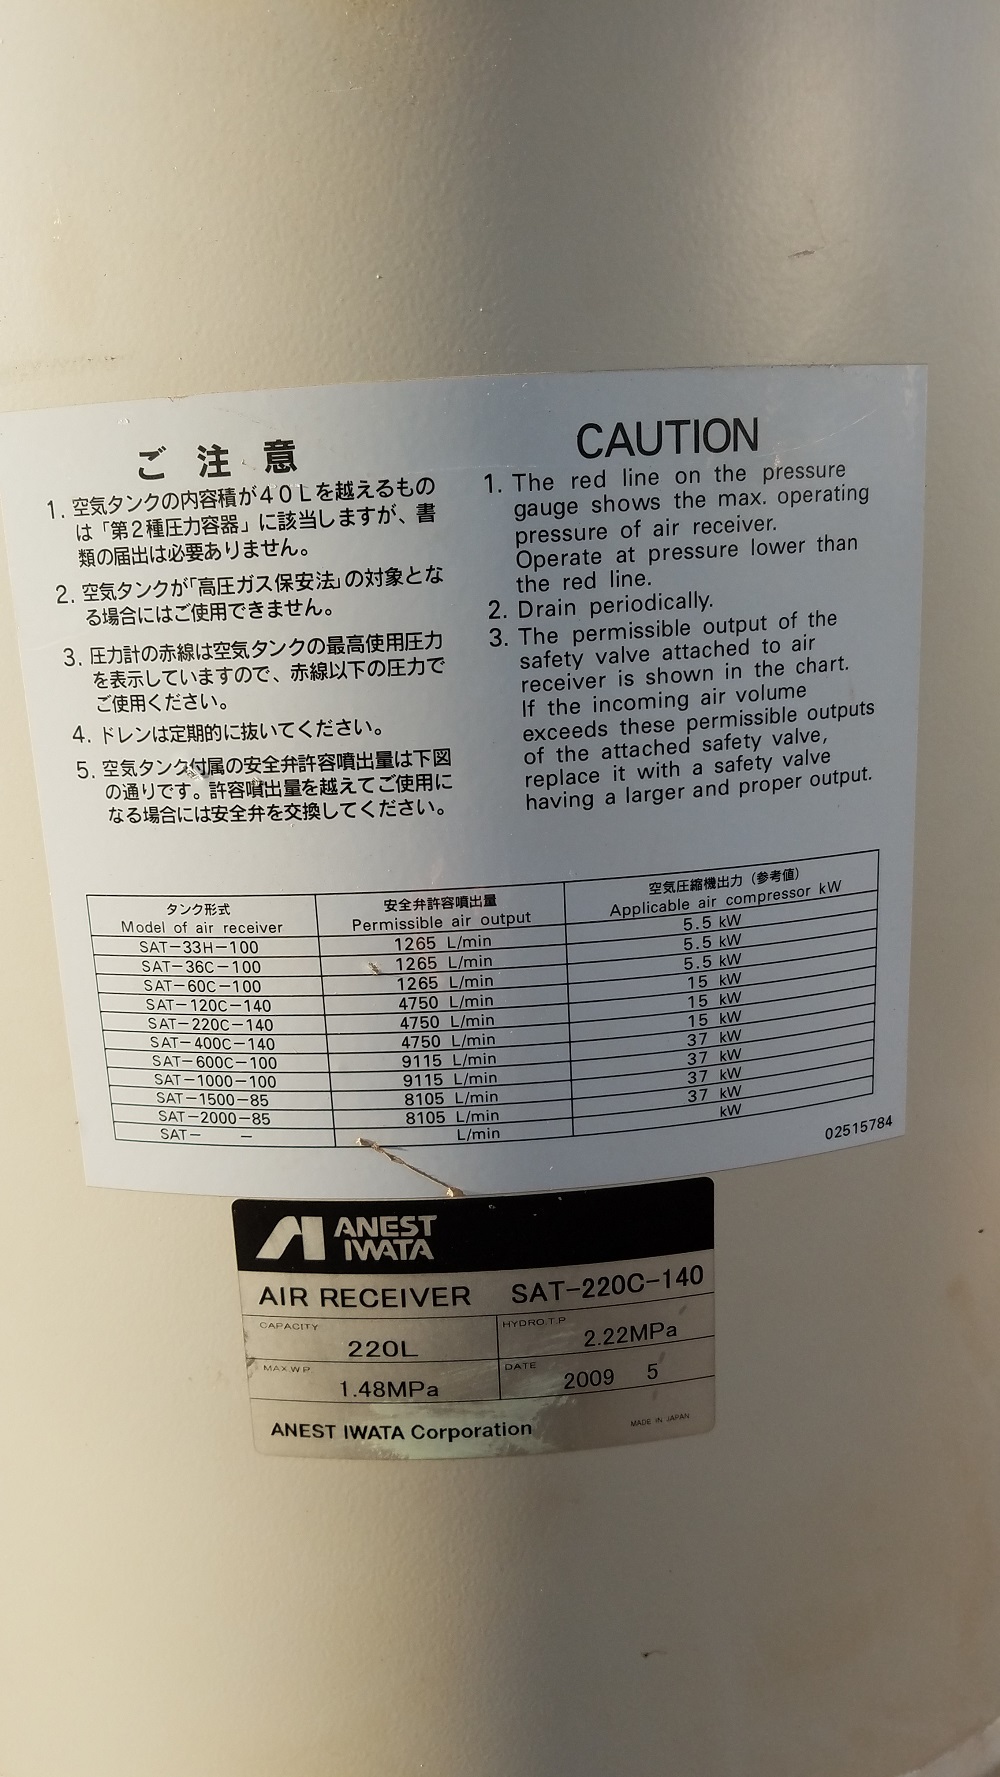 ご注意
1. 空気タンクの内容積が40Lを越えるもの
は「第2種圧力容器」に該当しますが、書
類の届出は必要ありません。
2. 空気タンクが「高圧ガス保安法」の対象とな
る場合にはご使用できません。
3. 圧力計の赤線は空気タンクの最高使用圧力
を表示していますので、赤線以下の圧力で
ご使用ください。
4. ドレンは定期的に抜いてください。
5. 空気タンク付属の安全弁許容噴出量は下図
の通りです。許容噴出量を越えてご使用に
なる場合には安全弁を交換してください。
CAUTION
1. The red line on the pressure
gauge shows the max. operating
pressure of air receiver.
Operate at pressure lower than
the red line.
2. Drain periodically.
3. The permissible output of the
safety valve attached to air
receiver is shown in the chart.
If the incoming air volume
exceeds these permissible outputs
of the attached safety valve,
replace it with a safety valve
having a larger and proper output.
タンク形式 安全弁許容噴出量 空気圧縮機出力（参考値）
Model of air receiver Permissible air output Applicable air compressor kW
SAT-33H-100 1265 L/min 5.5 kW
SAT-36C-100 1265 L/min 5.5 kW
SAT-60C-100 1265 L/min 5.5 kW
SAT-120C-140 4750 L/min 15 kW
SAT-220C-140 4750 L/min 15 kW
SAT-400C-140 4750 L/min 15 kW
SAT-600C-100 9115 L/min 37 kW
SAT-1000-100 9115 L/min 37 kW
SAT-1500-85 8105 L/min 37 kW
SAT-2000-85 8105 L/min 37 kW
SAT- - L/min kW
02515784
ANEST
IWATA
AIR RECEIVER SAT-220C-140
CAPACITY 220L HYDRO.T.P 2.22MPa
MAX.W.P 1.48MPa DATE 2009 5
ANEST IWATA Corporation MADE IN JAPAN